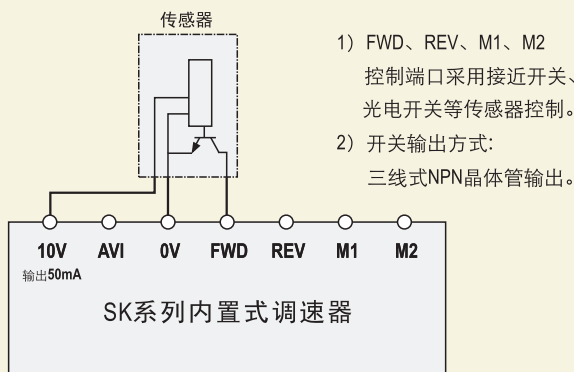 传感器
1）FWD、REV、M1、M2
控制端口采用接近开关、
光电开关等传感器控制。
2）开关输出方式：
三线式NPN晶体管输出。
10V AVI 0V FWD REV M1 M2
输出50mA
SK系列内置式调速器